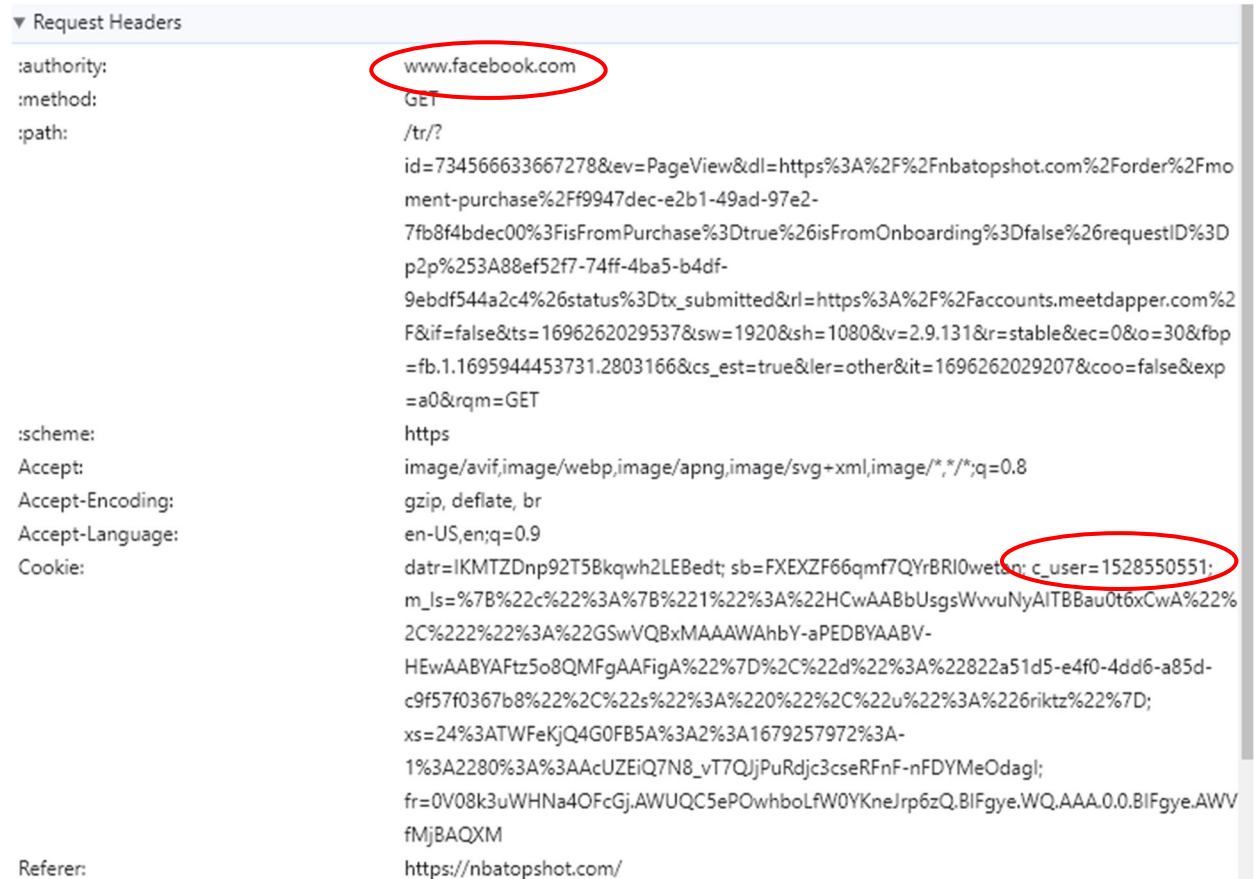 ▼ Request Headers
:authority: www.facebook.com
:method: GET
:path: /tr/?
id=734566633667278&ev=PageView&dl=https%3A%2F%2Fnbatopshot.com%2Forder%2Fmo
ment-purchase%2Ff9947dec-e2b1-49ad-97e2-
7fb8f4bdec00%3FisFromPurchase%3Dtrue%26isFromOnboarding%3Dfalse%26requestID%3D
p2p%253A88ef52f7-74ff-4ba5-b4df-
9ebdf544a2c4%26status%3Dtx_submitted&rl=https%3A%2F%2Faccounts.meetdapper.com%2
F&if=false&ts=1696262029537&sw=1920&sh=1080&v=2.9.131&r=stable&ec=0&o=30&fbp
=fb.1.1695944453731.2803166&cs_est=true&ler=other&it=1696262029207&coo=false&exp
=a0&rqm=GET
:scheme: https
Accept: image/avif,image/webp,image/apng,image/svg+xml,image/*,*/*;q=0.8
Accept-Encoding: gzip, deflate, br
Accept-Language: en-US,en;q=0.9
Cookie: datr=IKMTZDnp92T5Bkqwh2LEBedt; sb=FXEXZF66qmf7QYrBRI0wetan; c_user=1528550551;
m_ls=%7B%22c%22%3A%7B%221%22%3A%22HCwAABbUsgsWvvuNyAITBBau0t6xCwA%22%
2C%222%22%3A%22GSwVQBxMAAAWAhbY-aPEDBYAABV-
HEwAABYAFtz5o8QMFgAAFigA%22%7D%2C%22d%22%3A%22822a51d5-e4f0-4dd6-a85d-
c9f57f0367b8%22%2C%22s%22%3A%220%22%2C%22u%22%3A%226riktz%22%7D;
xs=24%3ATWFeKjQ4G0FB5A%3A2%3A1679257972%3A-
1%3A2280%3A%3AAcUZEiQ7N8_vT7QJjPuRdjc3cseRFnF-nFDYMeOdagI;
fr=0V08k3uWHNa4OFcGj.AWUQC5ePOwhboLfW0YKneJrp6zQ.BlFgye.WQ.AAA.0.0.BlFgye.AWV
fMjBAQXM
Referer: https://nbatopshot.com/